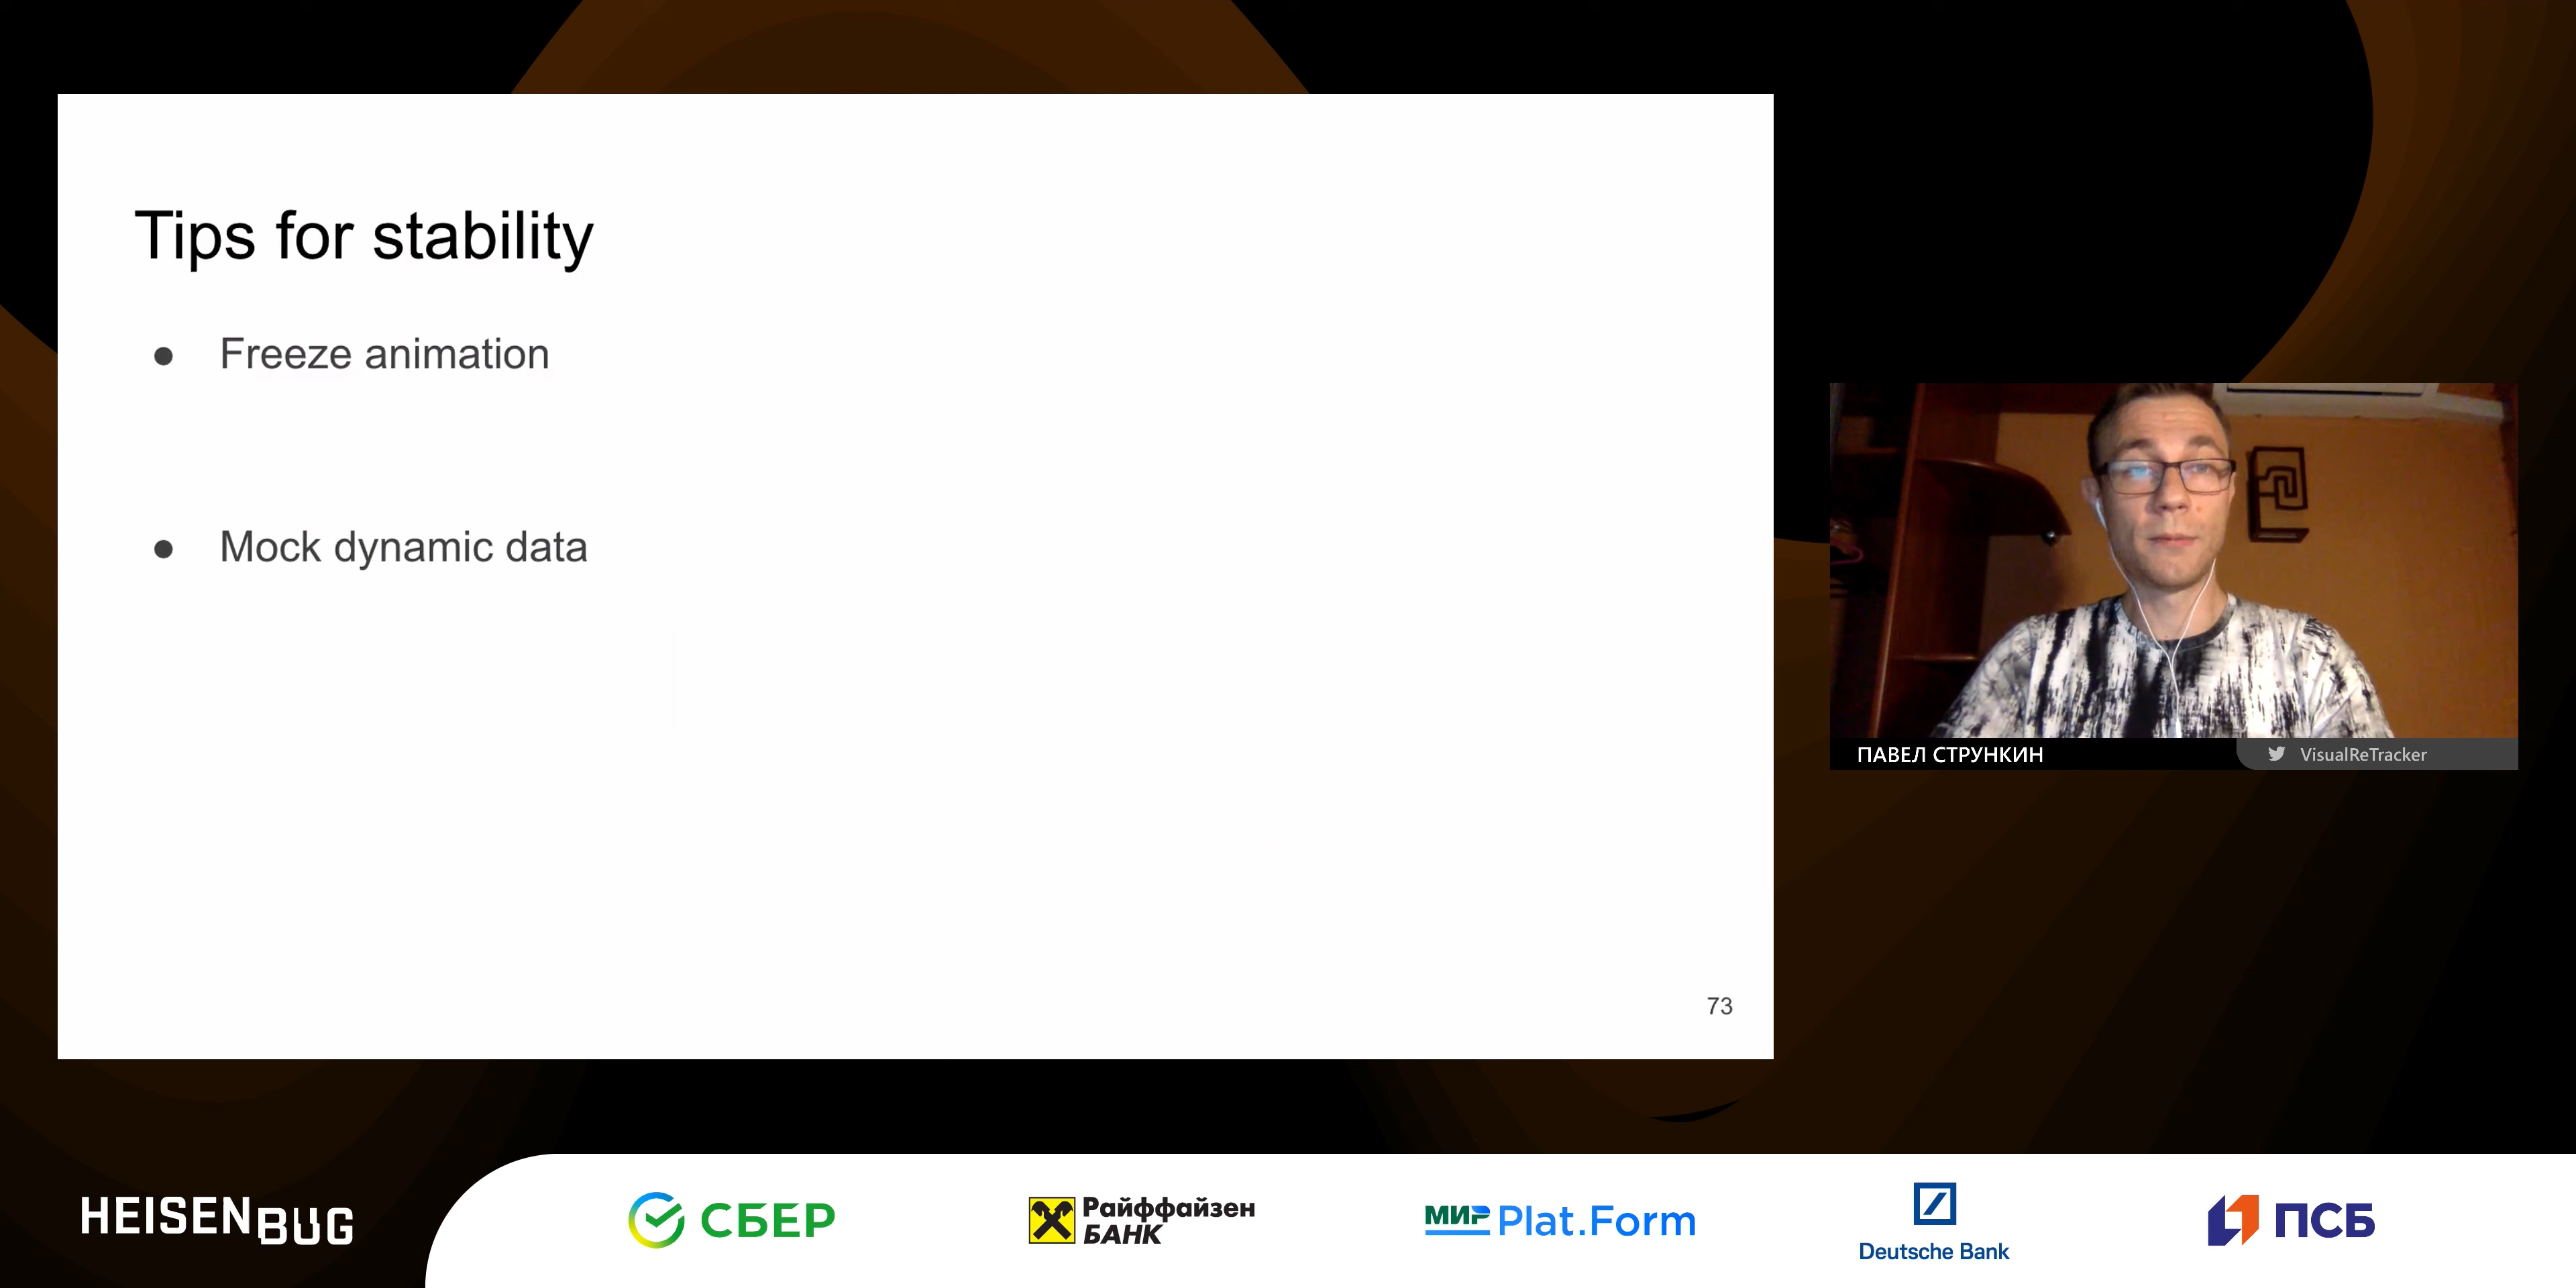 Tips for stability
● Freeze animation
● Mock dynamic data
73
ПАВЕЛ СТРУНКИН
VisualReTracker
HEISENBUG
СБЕР
Райффайзен
БАНК
МИР Plat.Form
Deutsche Bank
ПСБ